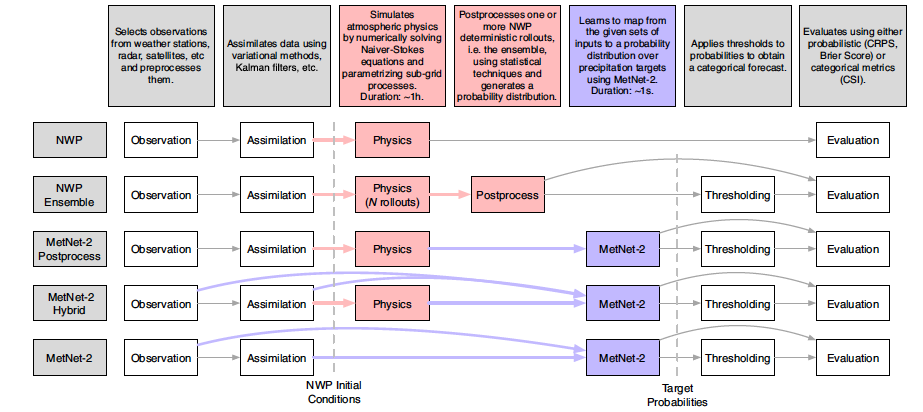 Selects observations
from weather stations,
radar, satellites, etc
and preprocesses
them.
Assimilates data using
variational methods,
Kalman filters, etc.
Simulates
atmospheric physics
by numerically solving
Naiver-Stokes
equations and
parametrizing sub-grid
processes.
Duration: ~1h.
Postprocesses one or
more NWP
deterministic rollouts,
i.e. the ensemble,
using statistical
techniques and
generates a
probability distribution.
Learns to map from
the given sets of
inputs to a probability
distribution over
precipitation targets
using MetNet-2.
Duration: ~1s.
Applies thresholds to
probabilities to obtain
a categorical forecast.
Evaluates using either
probabilistic (CRPS,
Brier Score) or
categorical metrics
(CSI).
NWP
Observation
Assimilation
Physics
Evaluation
NWP
Ensemble
Observation
Assimilation
Physics
(N rollouts)
Postprocess
Thresholding
Evaluation
MetNet-2
Postprocess
Observation
Assimilation
Physics
MetNet-2
Thresholding
Evaluation
MetNet-2
Hybrid
Observation
Assimilation
Physics
MetNet-2
Thresholding
Evaluation
MetNet-2
Observation
Assimilation
MetNet-2
Thresholding
Evaluation
NWP Initial
Conditions
Target
Probabilities